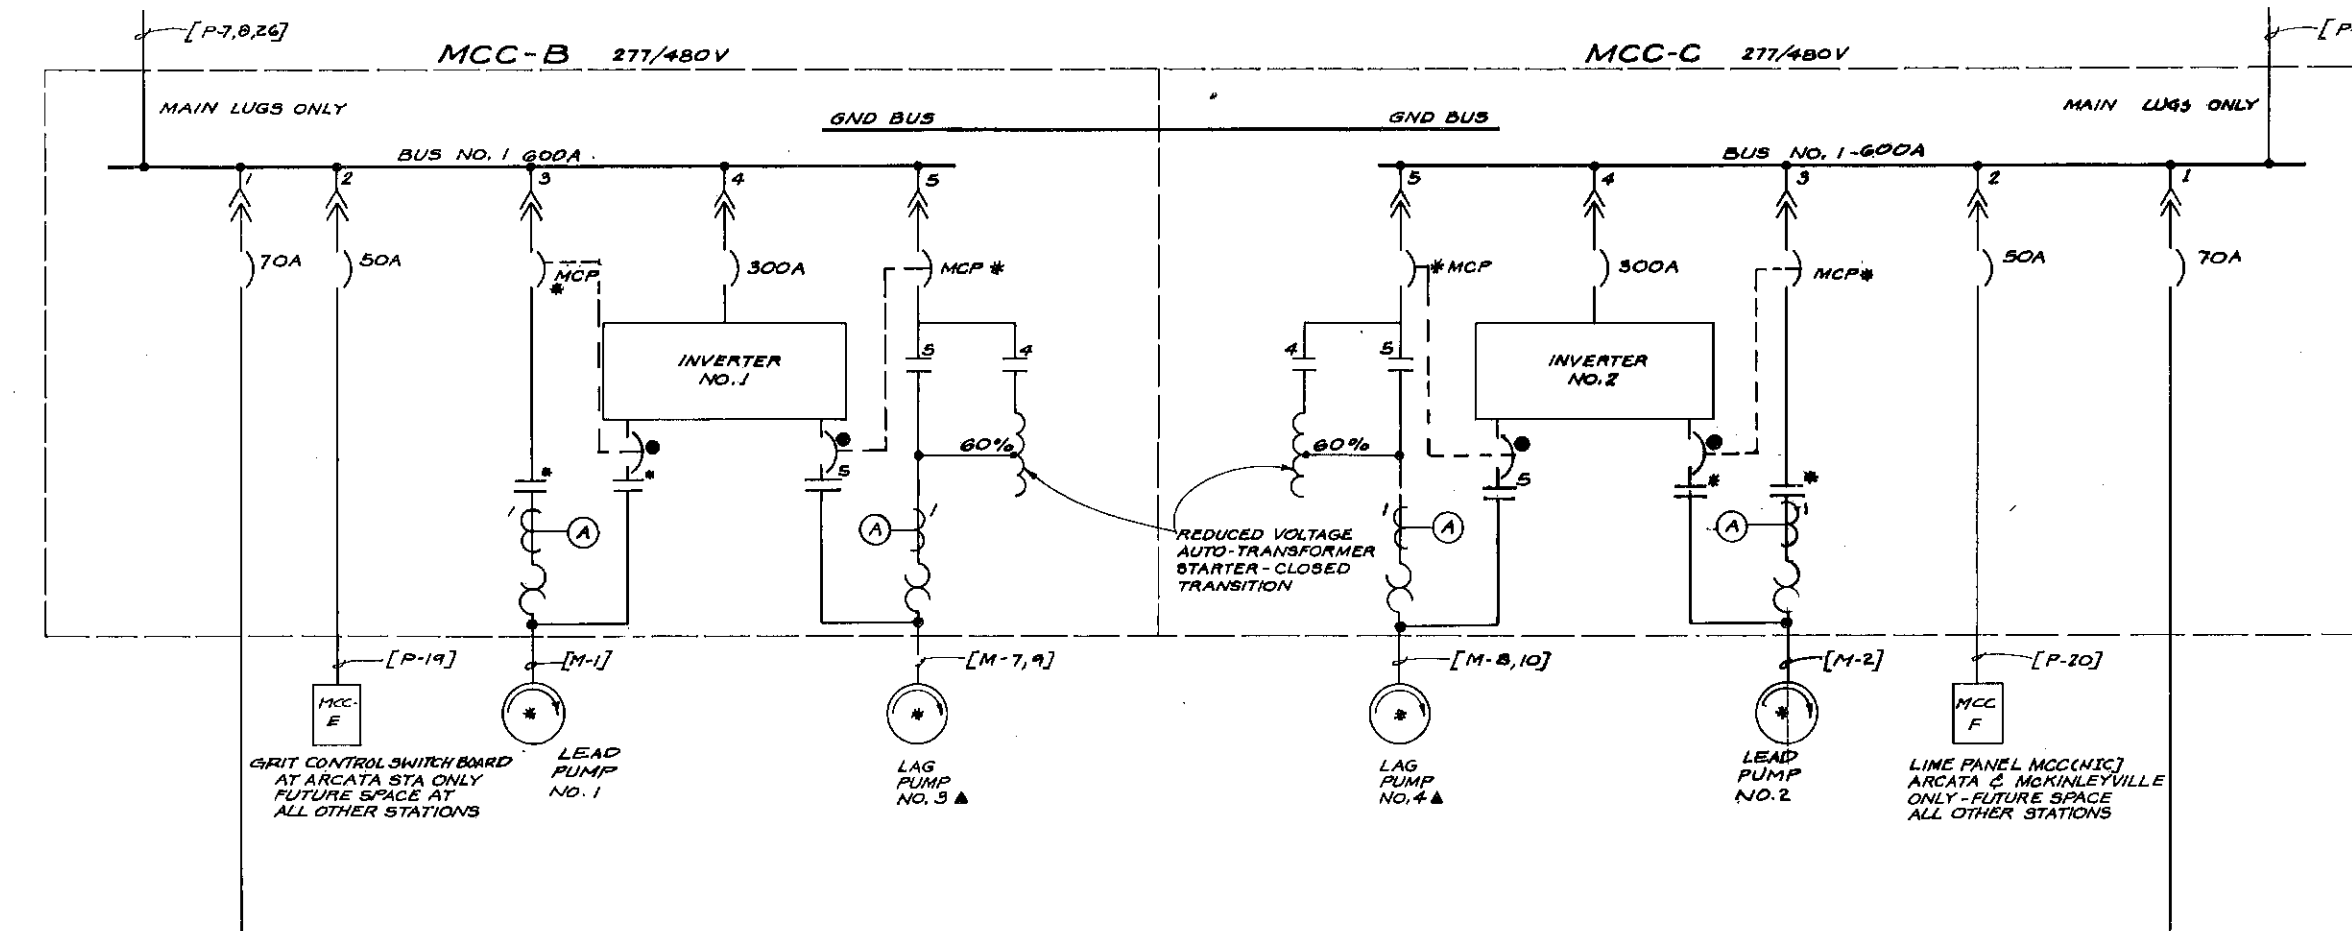 [P-7,8,26]
MCC-B 277/480V
MCC-C 277/480V
[P-
MAIN LUGS ONLY
GND BUS
GND BUS
MAIN LUGS ONLY
BUS NO. 1 600A
BUS NO. 1-600A
1
2
3
4
5
5
4
3
2
1
70A
50A
MCP
*
300A
MCP *
* MCP
300A
MCP *
50A
70A
INVERTER
NO. 1
5
4
4
5
INVERTER
NO. 2
60%
60%
*
*
5
5
*
*
1
A
A
1
1
A
A
1
REDUCED VOLTAGE
AUTO-TRANSFORMER
STARTER-CLOSED
TRANSITION
[P-19]
[M-1]
[M-7,9]
[M-8,10]
[M-2]
[P-20]
MCC-
E
*
*
*
*
MCC
F
GRIT CONTROL SWITCH BOARD
AT ARCATA STA ONLY
FUTURE SPACE AT
ALL OTHER STATIONS
LEAD
PUMP
NO. 1
LAG
PUMP
NO. 3 ▲
LAG
PUMP
NO. 4 ▲
LEAD
PUMP
NO. 2
LIME PANEL MCC (NIC)
ARCATA & MCKINLEYVILLE
ONLY-FUTURE SPACE
ALL OTHER STATIONS